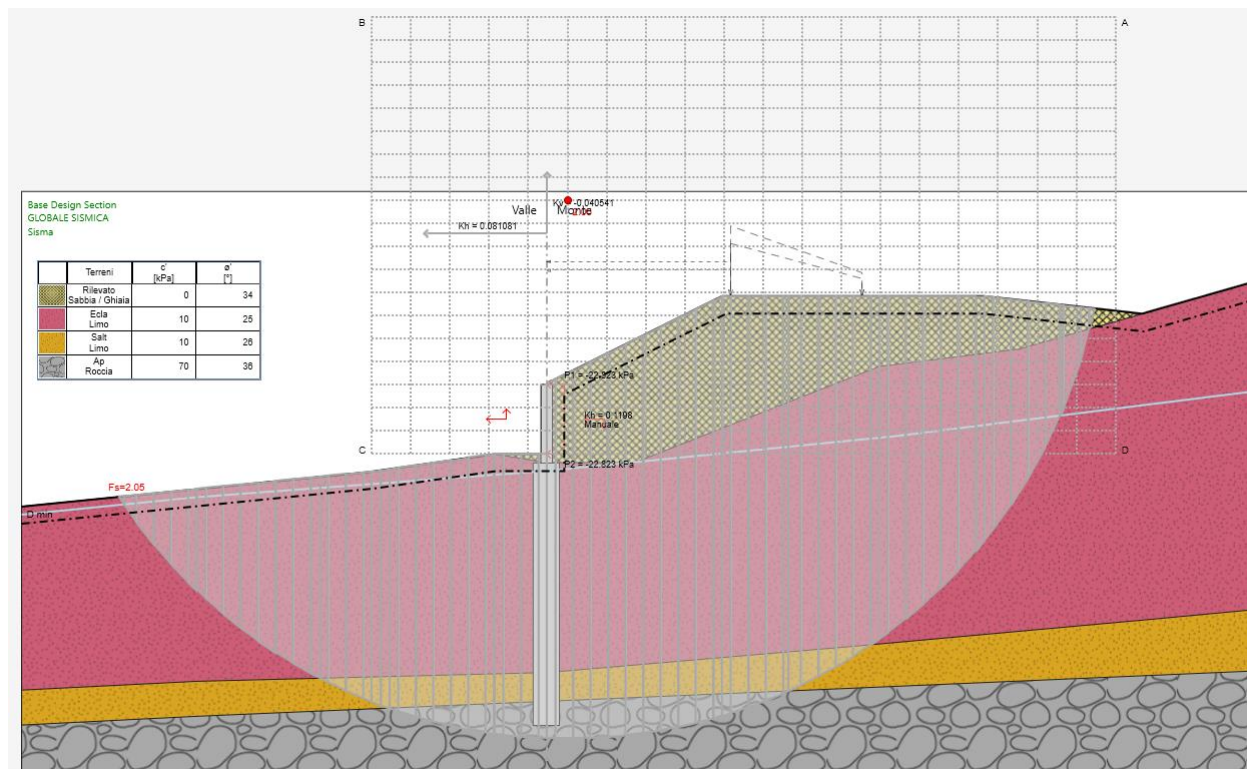 B
A
Base Design Section
GLOBALE SISMICA
Sisma
Kv = -0.040541
Valle
Monte
Kh = 0.081081
Terreni
c'
[kPa]
ø'
[°]
Rilevato
Sabbia / Ghiaia
0
34
Ecla
Limo
10
25
Salt
Limo
10
26
Ap
Roccia
70
36
P1 = -22.823 kPa
Kh = 0.1198
Manuale
C
D
P2 = -22.823 kPa
Fs=2.05
D min